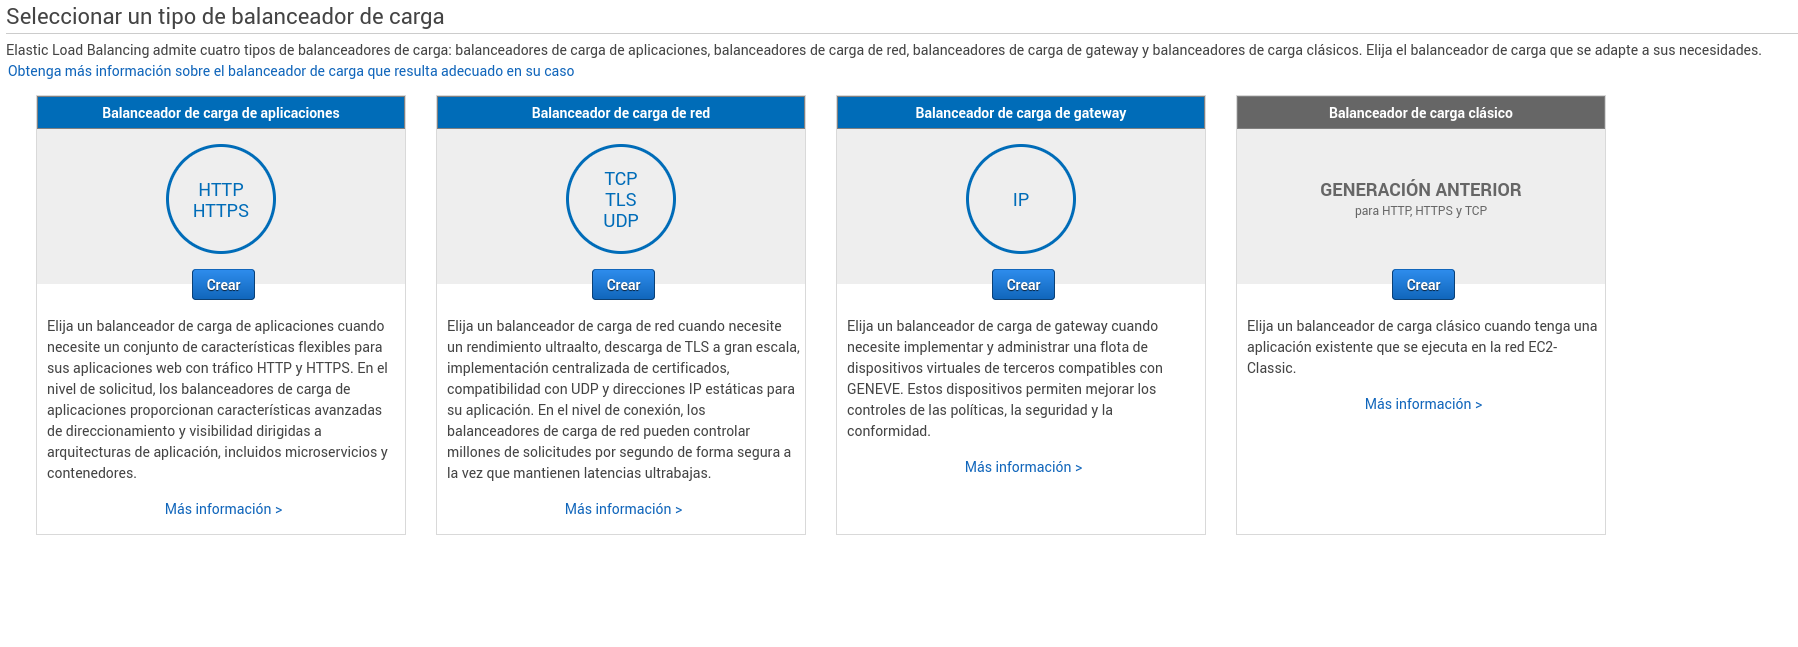 Seleccionar un tipo de balanceador de carga
Elastic Load Balancing admite cuatro tipos de balanceadores de carga: balanceadores de carga de aplicaciones, balanceadores de carga de red, balanceadores de carga de gateway y balanceadores de carga clásicos. Elija el balanceador de carga que se adapte a sus necesidades.
Obtenga más información sobre el balanceador de carga que resulta adecuado en su caso
Balanceador de carga de aplicaciones
HTTP
HTTPS
Crear
Elija un balanceador de carga de aplicaciones cuando
necesite un conjunto de características flexibles para
sus aplicaciones web con tráfico HTTP y HTTPS. En el
nivel de solicitud, los balanceadores de carga de
aplicaciones proporcionan características avanzadas
de direccionamiento y visibilidad dirigidas a
arquitecturas de aplicación, incluidos microservicios y
contenedores.
Más información >
Balanceador de carga de red
TCP
TLS
UDP
Crear
Elija un balanceador de carga de red cuando necesite
un rendimiento ultraalto, descarga de TLS a gran escala,
implementación centralizada de certificados,
compatibilidad con UDP y direcciones IP estáticas para
su aplicación. En el nivel de conexión, los
balanceadores de carga de red pueden controlar
millones de solicitudes por segundo de forma segura a
la vez que mantienen latencias ultrabajas.
Más información >
Balanceador de carga de gateway
IP
Crear
Elija un balanceador de carga de gateway cuando
necesite implementar y administrar una flota de
dispositivos virtuales de terceros compatibles con
GENEVE. Estos dispositivos permiten mejorar los
controles de las políticas, la seguridad y la
conformidad.
Más información >
Balanceador de carga clásico
GENERACIÓN ANTERIOR
para HTTP, HTTPS y TCP
Crear
Elija un balanceador de carga clásico cuando tenga una
aplicación existente que se ejecuta en la red EC2-
Classic.
Más información >